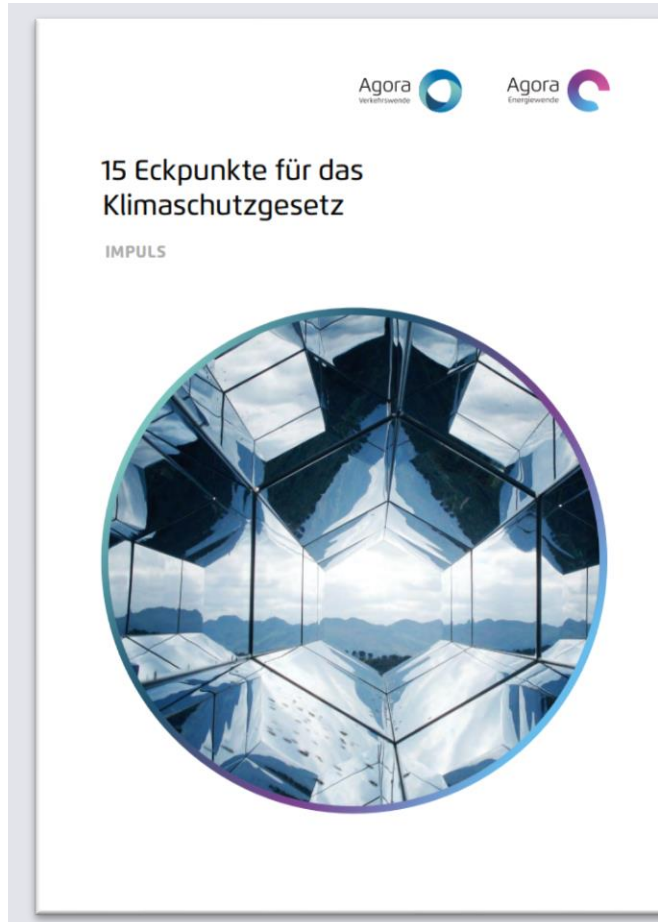 Agora
Verkehrswende
Agora
Energiewende
15 Eckpunkte für das
Klimaschutzgesetz
IMPULS